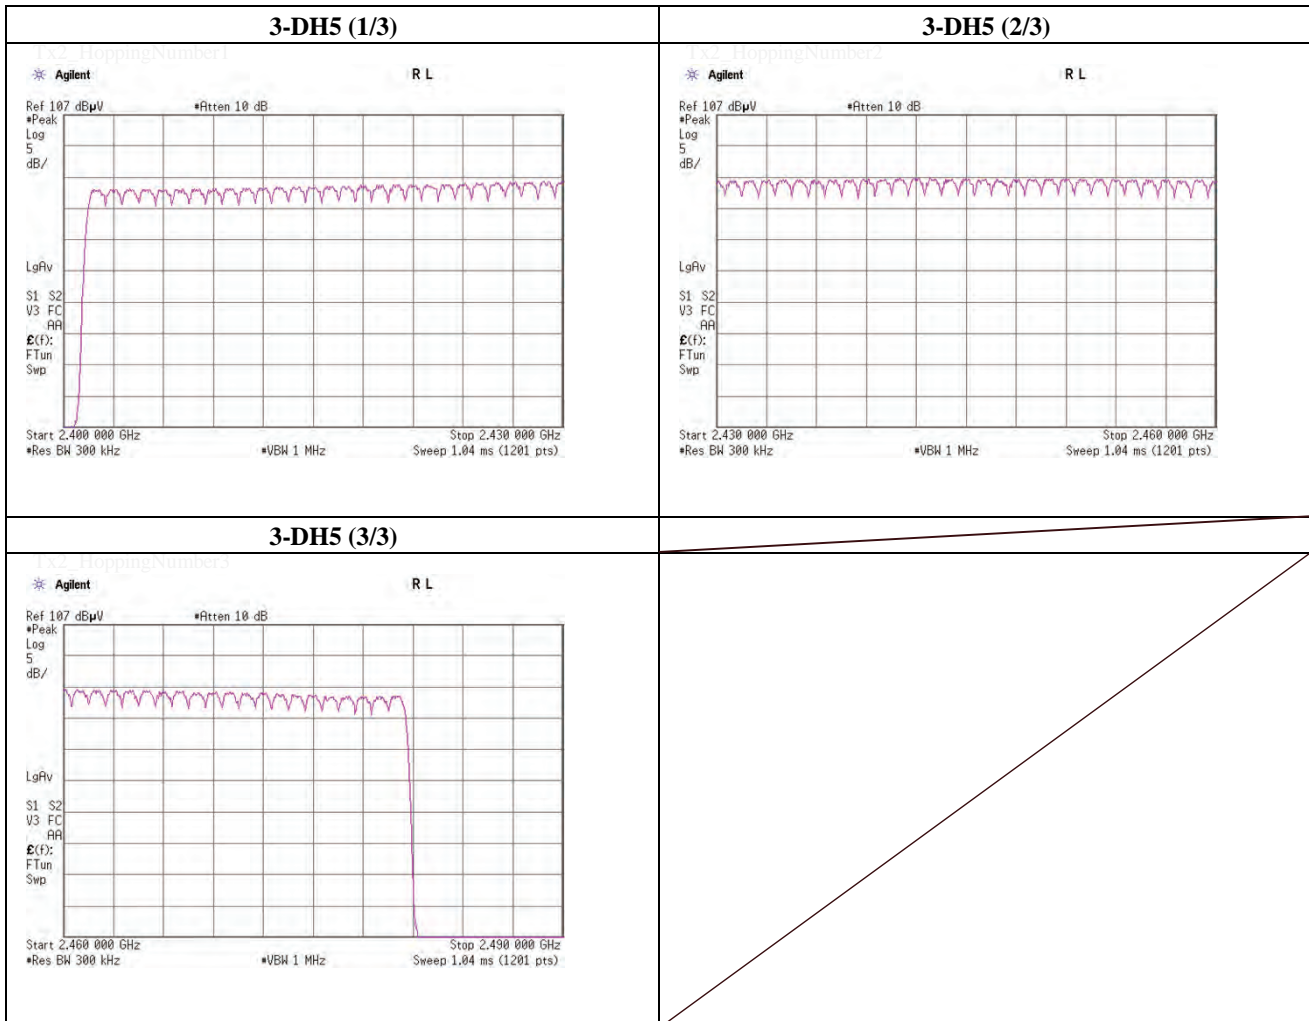 3-DH5 (1/3)
3-DH5 (2/3)
Tx2_HoppingNumber1
Agilent
R L
Ref 107 dBµV
#Atten 10 dB
#Peak
Log
5
dB/
LgAv
S1 S2
V3 FC
AA
£(f):
FTun
Swp
Start 2.400 000 GHz
Stop 2.430 000 GHz
#Res BW 300 kHz
#VBW 1 MHz
Sweep 1.04 ms (1201 pts)
Tx2_HoppingNumber2
Agilent
R L
Ref 107 dBµV
#Atten 10 dB
#Peak
Log
5
dB/
LgAv
S1 S2
V3 FC
AA
£(f):
FTun
Swp
Start 2.430 000 GHz
Stop 2.460 000 GHz
#Res BW 300 kHz
#VBW 1 MHz
Sweep 1.04 ms (1201 pts)
3-DH5 (3/3)
Tx2_HoppingNumber3
Agilent
R L
Ref 107 dBµV
#Atten 10 dB
#Peak
Log
5
dB/
LgAv
S1 S2
V3 FC
AA
£(f):
FTun
Swp
Start 2.460 000 GHz
Stop 2.490 000 GHz
#Res BW 300 kHz
#VBW 1 MHz
Sweep 1.04 ms (1201 pts)